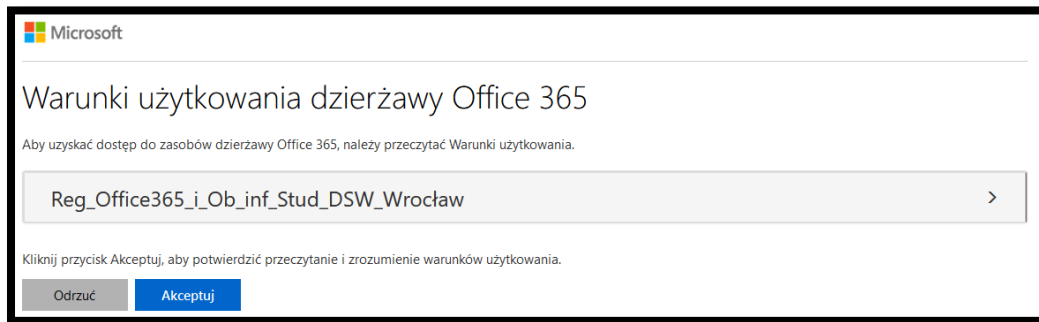 Microsoft
Warunki użytkowania dzierżawy Office 365
Aby uzyskać dostęp do zasobów dzierżawy Office 365, należy przeczytać Warunki użytkowania.
Reg_Office365_i_Ob_inf_Stud_DSW_Wrocław
Kliknij przycisk Akceptuj, aby potwierdzić przeczytanie i zrozumienie warunków użytkowania.
Odrzuć Akceptuj